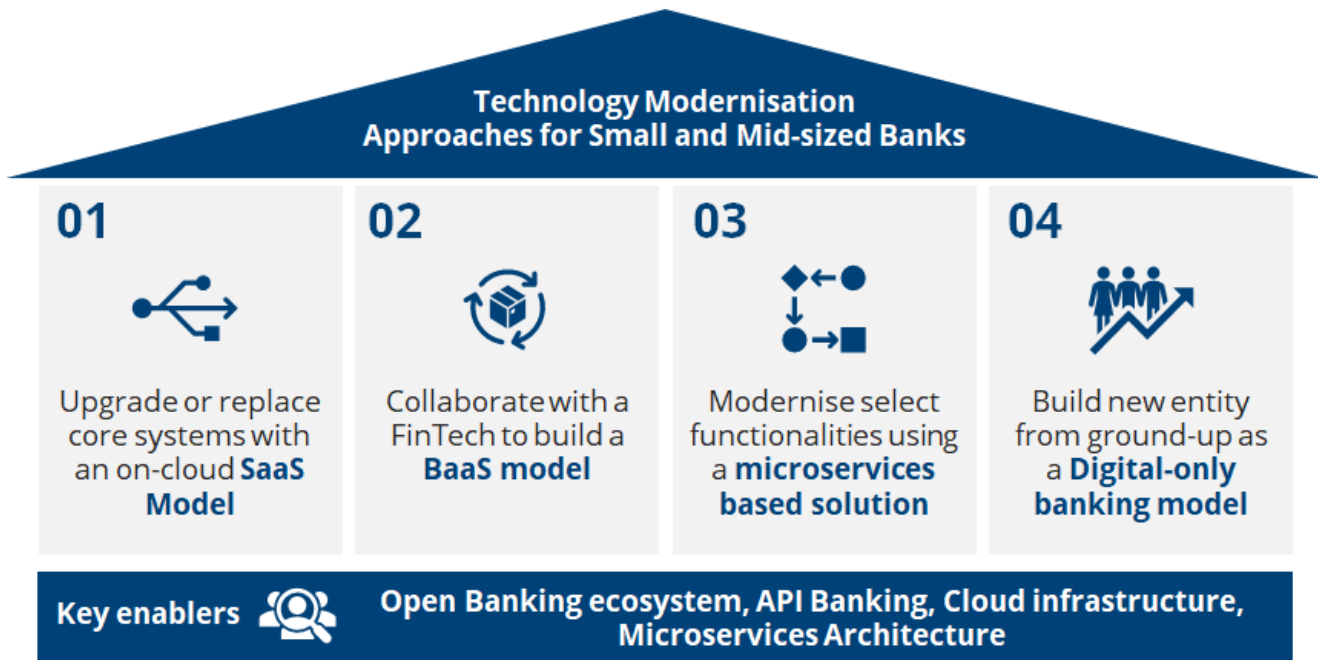 Technology Modernisation
Approaches for Small and Mid-sized Banks
01
Upgrade or replace
core systems with
an on-cloud SaaS
Model
02
Collaborate with a
FinTech to build a
BaaS model
03
Modernise select
functionalities using
a microservices
based solution
04
Build new entity
from ground-up as
a Digital-only
banking model
Key enablers
Open Banking ecosystem, API Banking, Cloud infrastructure,
Microservices Architecture